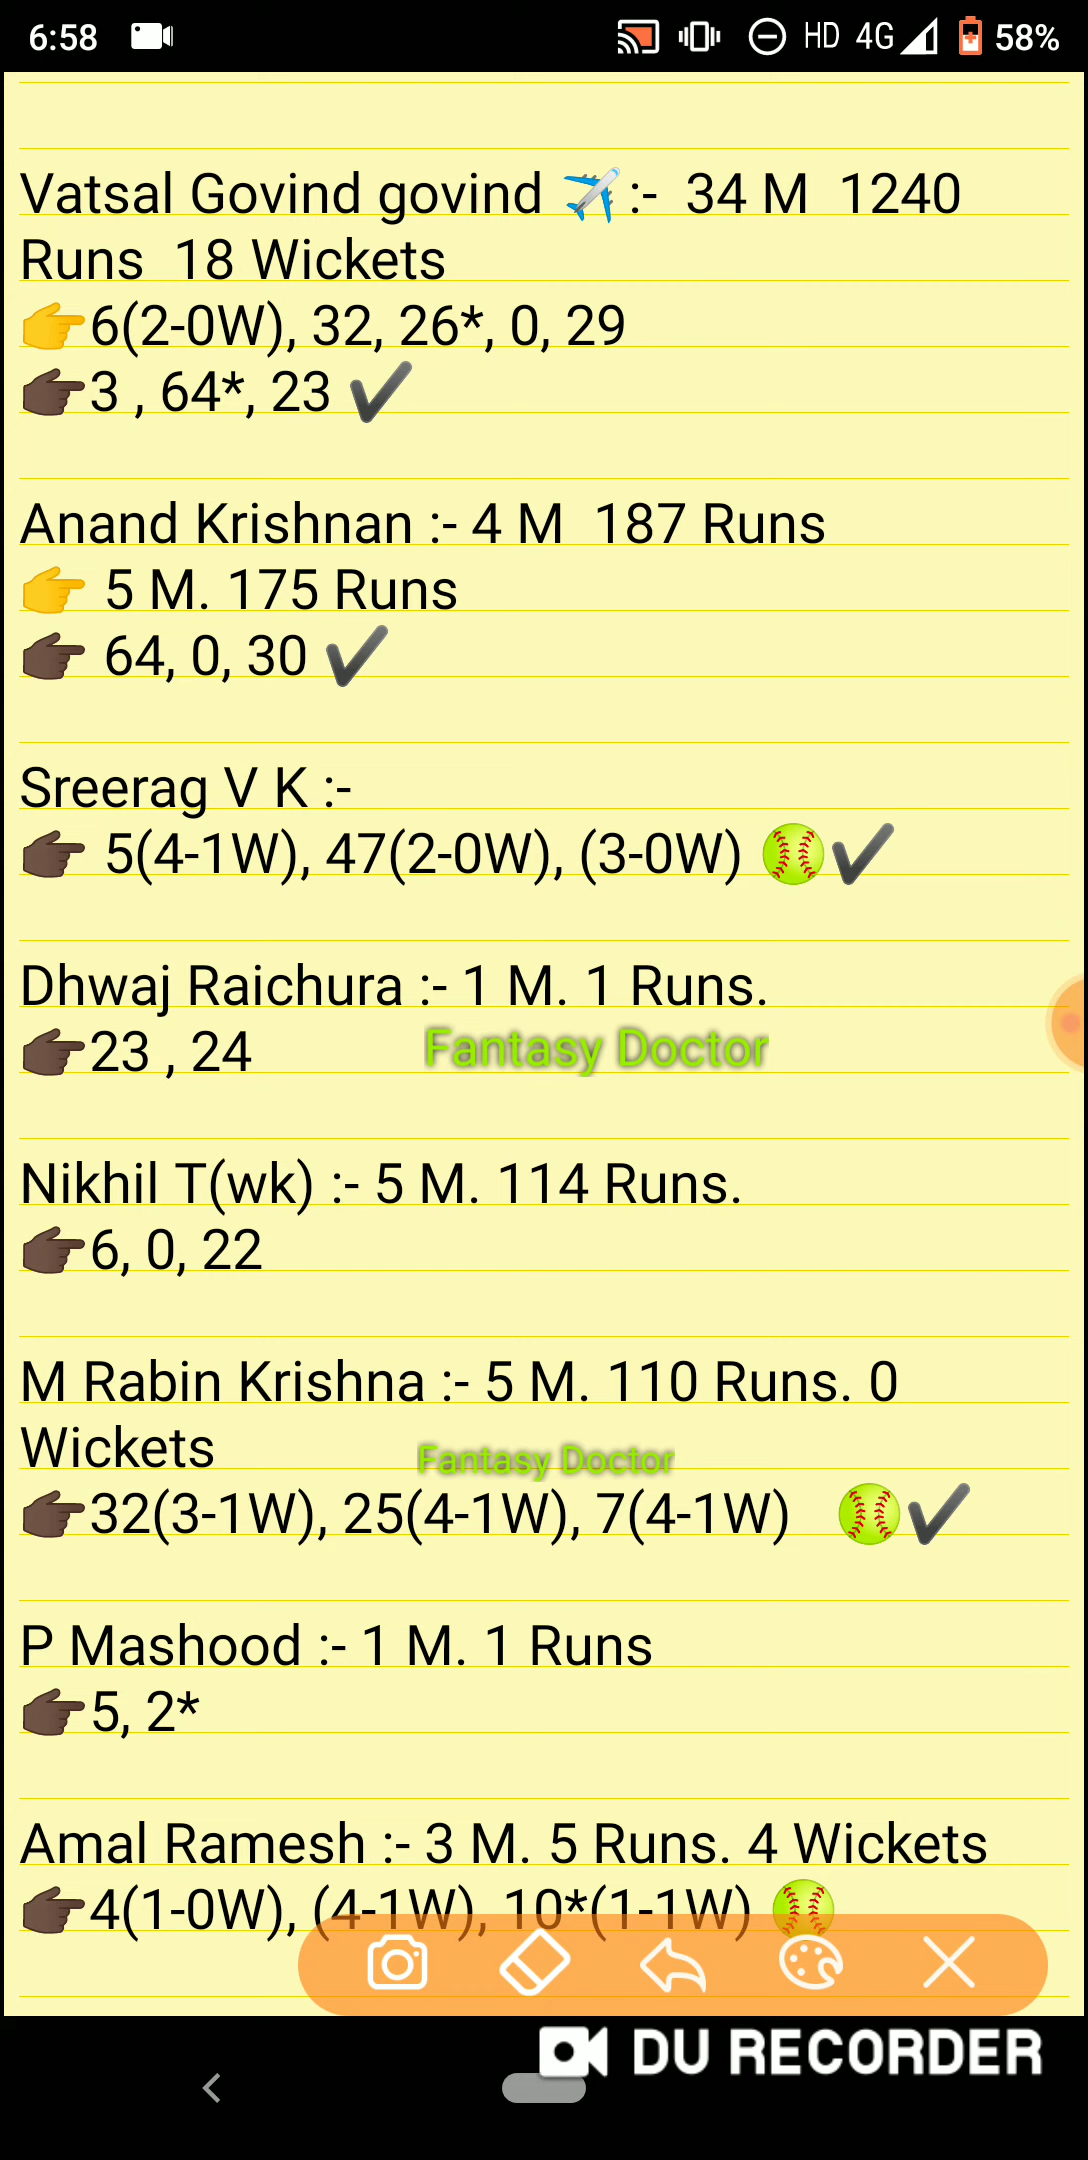 6:58 HD 4G 58%
Vatsal Govind govind ✈️ :- 34 M 1240
Runs 18 Wickets
👉6(2-0W), 32, 26*, 0, 29
👉🏿3 , 64*, 23 ✔️
Anand Krishnan :- 4 M 187 Runs
👉 5 M. 175 Runs
👉🏿 64, 0, 30 ✔️
Sreerag V K :-
👉🏿 5(4-1W), 47(2-0W), (3-0W) 🥎✔️
Dhwaj Raichura :- 1 M. 1 Runs.
👉🏿23 , 24
Fantasy Doctor
Nikhil T(wk) :- 5 M. 114 Runs.
👉🏿6, 0, 22
M Rabin Krishna :- 5 M. 110 Runs. 0
Wickets
Fantasy Doctor
👉🏿32(3-1W), 25(4-1W), 7(4-1W) 🥎✔️
P Mashood :- 1 M. 1 Runs
👉🏿5, 2*
Amal Ramesh :- 3 M. 5 Runs. 4 Wickets
👉🏿4(1-0W), (4-1W), 10*(1-1W) 🥎
DU RECORDER